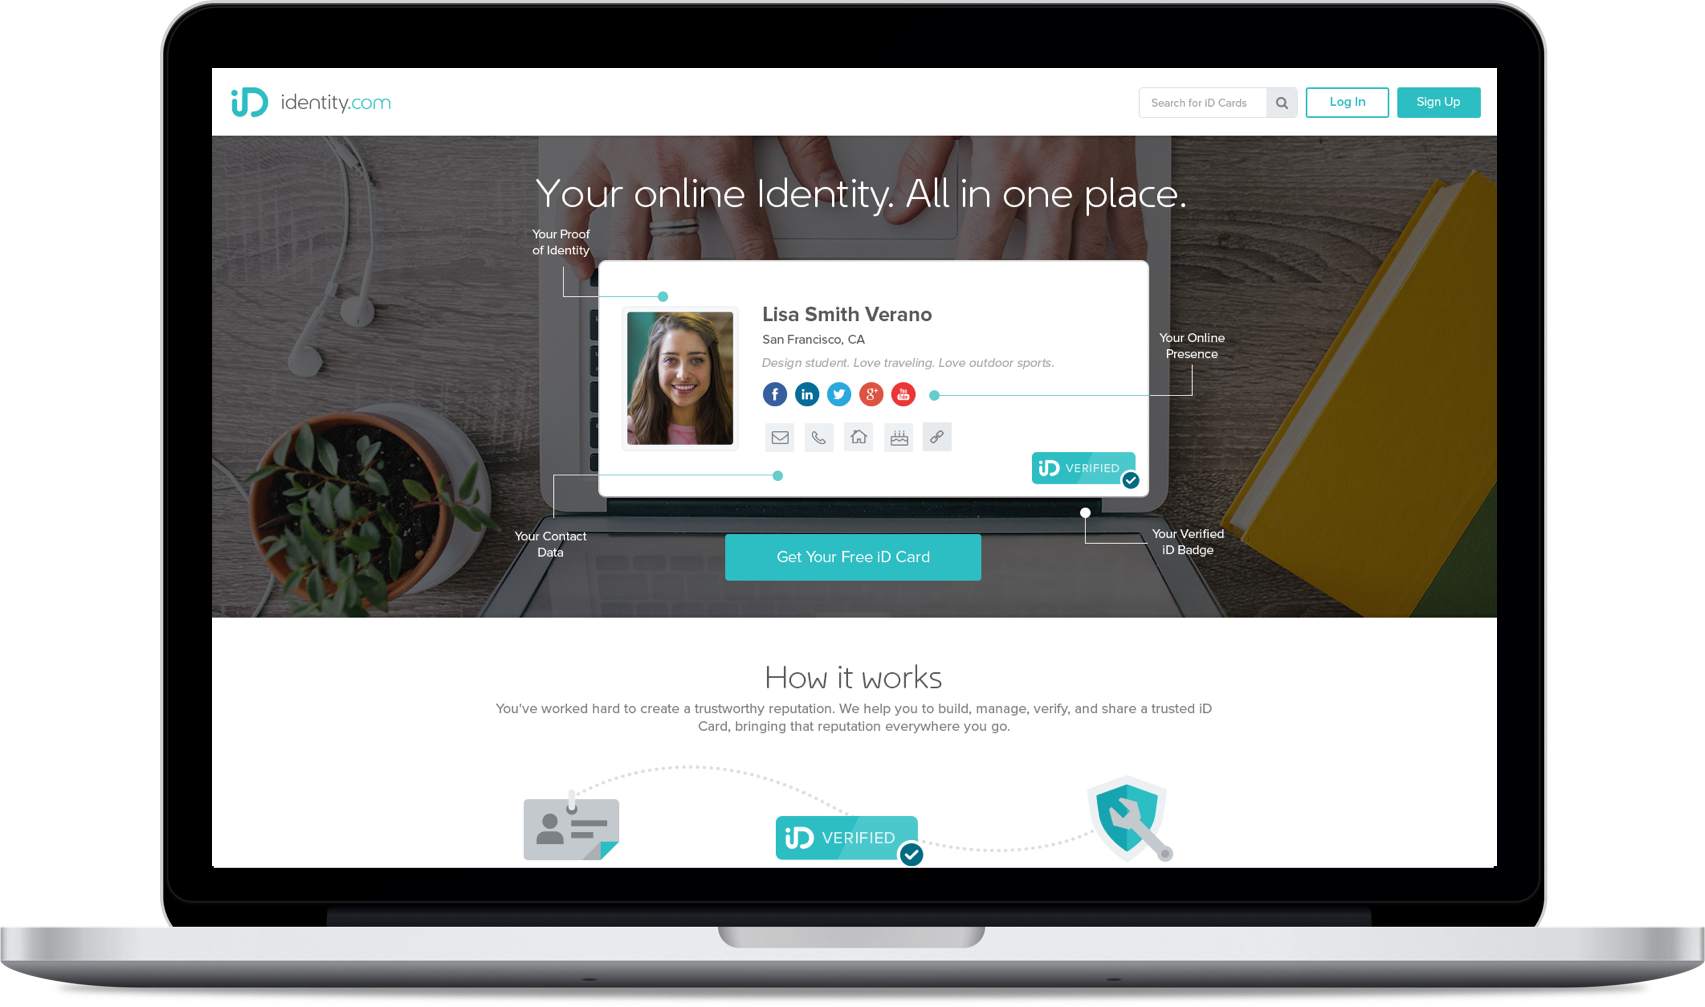 iD identity.com
Search for iD Cards
Log In
Sign Up
Your online Identity. All in one place.
Your Proof
of Identity
Lisa Smith Verano
San Francisco, CA
Design student. Love traveling. Love outdoor sports.
f in g+ You Tube
iD VERIFIED
Your Online
Presence
Your Contact
Data
Your Verified
iD Badge
Get Your Free iD Card
How it works
You've worked hard to create a trustworthy reputation. We help you to build, manage, verify, and share a trusted iD
Card, bringing that reputation everywhere you go.
iD VERIFIED